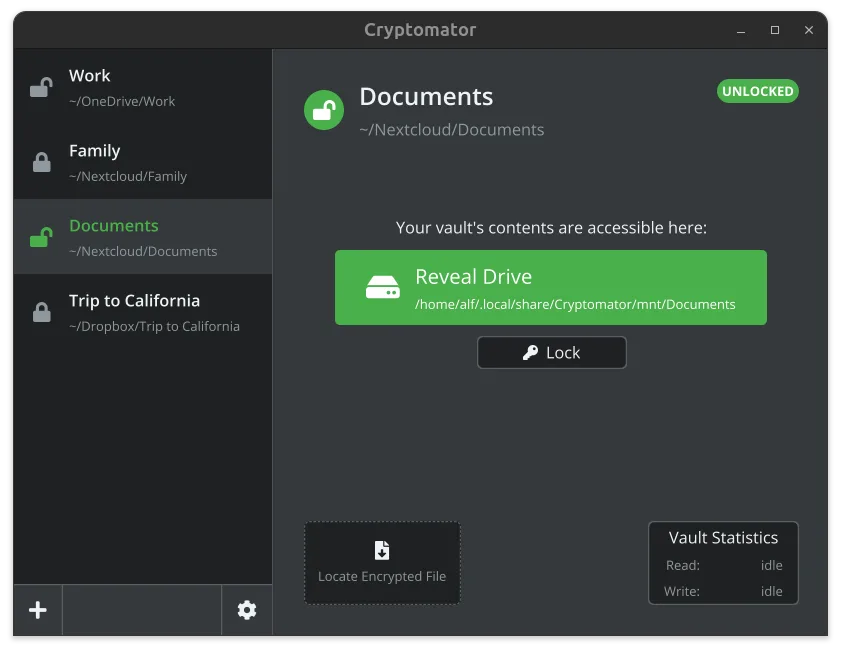 Cryptomator
Work
~/OneDrive/Work
Family
~/Nextcloud/Family
Documents
~/Nextcloud/Documents
Trip to California
~/Dropbox/Trip to California
Documents
~/Nextcloud/Documents
UNLOCKED
Your vault's contents are accessible here:
Reveal Drive
/home/alf/.local/share/Cryptomator/mnt/Documents
Lock
Locate Encrypted File
Vault Statistics
Read: idle
Write: idle